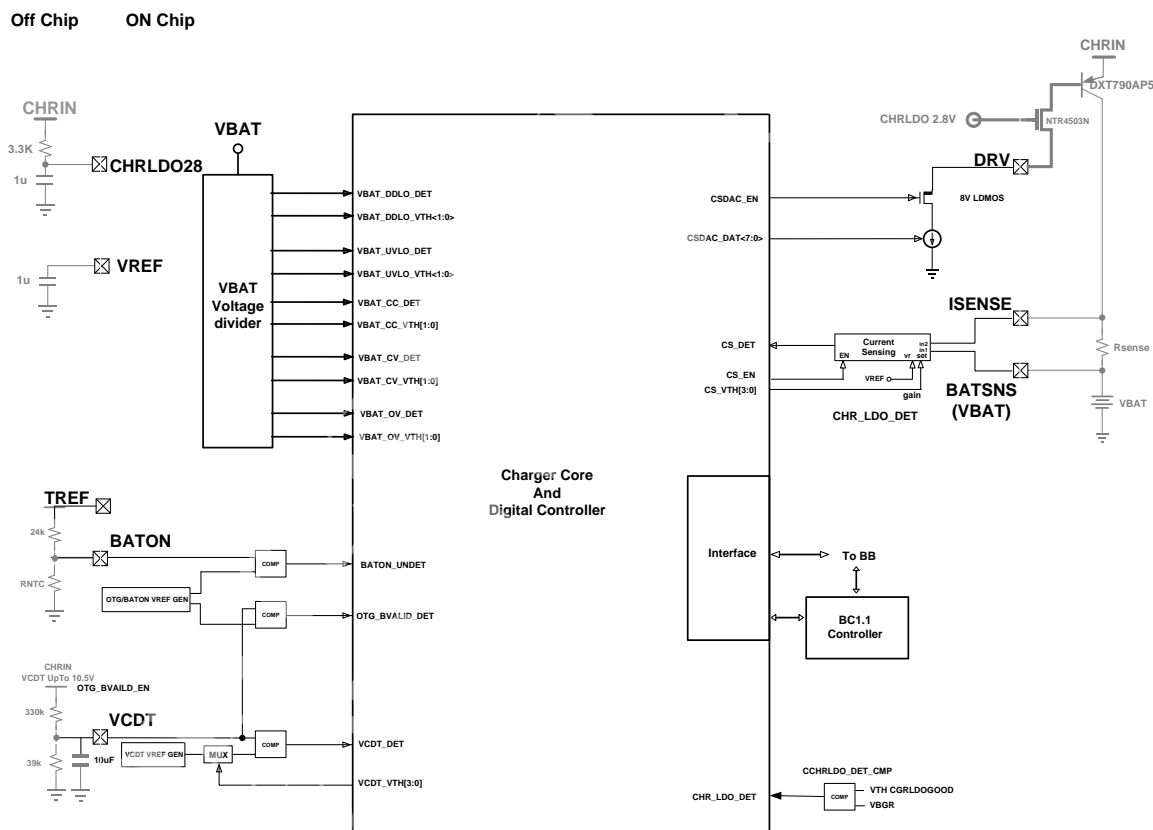 Off Chip ON Chip
CHRIN
3.3K
1u
CHRLDO28
VREF
1u
VBAT
VBAT
Voltage
divider
VBAT_DDLO_DET
VBAT_DDLO_VTH<1:0>
VBAT_UVLO_DET
VBAT_UVLO_VTH<1:0>
VBAT_CC_DET
VBAT_CC_VTH[1:0]
VBAT_CV_DET
VBAT_CV_VTH[1:0]
VBAT_OV_DET
VBAT_OV_VTH[1:0]
TREF
24k
BATON
RNTC
OTG/BATON VREF GEN
COMP
BATON_UNDET
COMP
OTG_BVALID_DET
CHRIN
VCDT UpTo 10.5V
OTG_BVAILD_EN
330k
VCDT
39k
10uF
VCDT VREF GEN
MUX
COMP
VCDT_DET
VCDT_VTH[3:0]
Charger Core
And
Digital Controller
CHRIN
DXT790AP5
CHRLDO 2.8V
NTR4503N
DRV
CSDAC_EN
8V LDMOS
CSDAC_DAT<7:0>
ISENSE
CS_DET
Current
Sensing
in2
in1
EN
vr
set
Rsense
CS_EN
VREF
CS_VTH[3:0]
gain
BATSNS
(VBAT)
VBAT
CHR_LDO_DET
Interface
To BB
BC1.1
Controller
CCHRLDO_DET_CMP
CHR_LDO_DET
COMP
VTH CGRLDOGOOD
VBGR